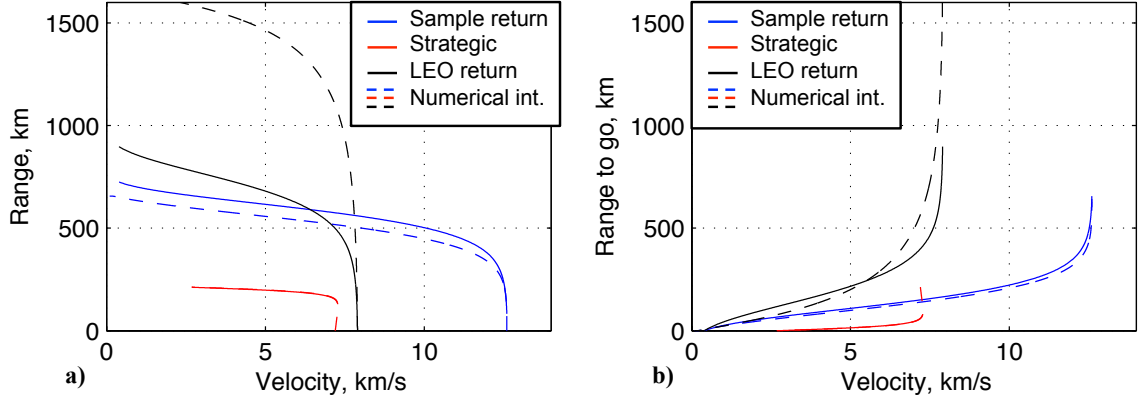 1500
1000
500
0
Range, km
0
5
10
Velocity, km/s
a)
Sample return
Strategic
LEO return
Numerical int.
1500
1000
500
0
Range to go, km
0
5
10
Velocity, km/s
b)
Sample return
Strategic
LEO return
Numerical int.